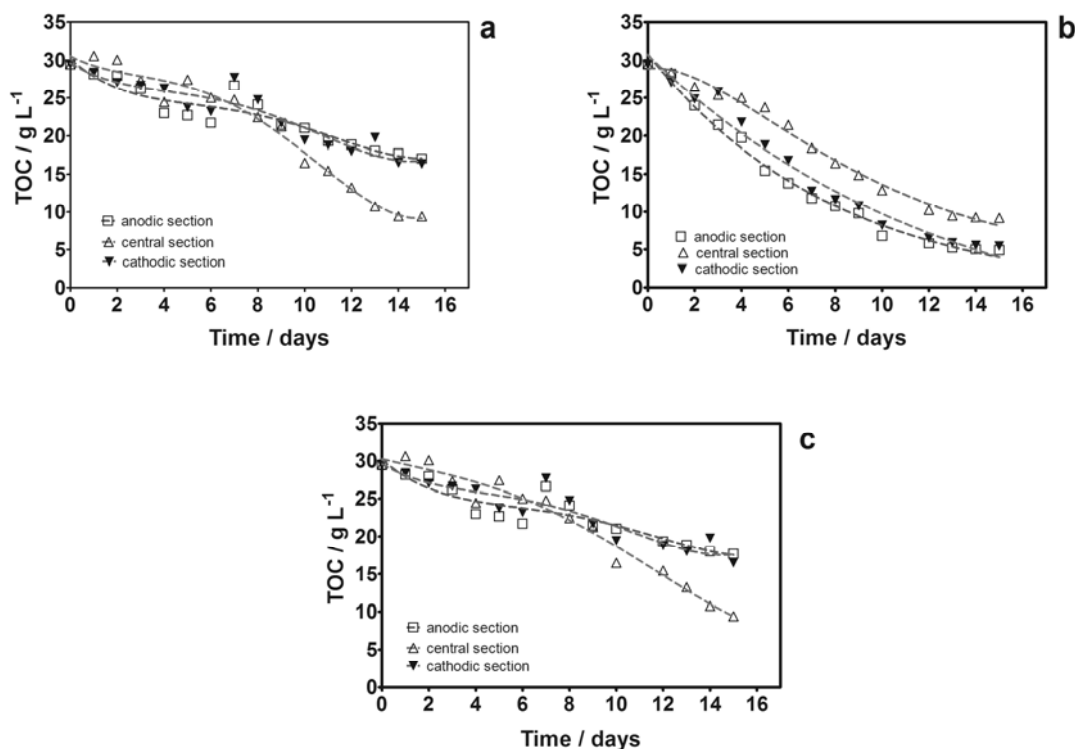 a
35
30
25
20
15
10
5
0
TOC / g L⁻¹
anodic section
central section
cathodic section
0 2 4 6 8 10 12 14 16
Time / days
b
35
30
25
20
15
10
5
0
TOC / g L⁻¹
anodic section
central section
cathodic section
0 2 4 6 8 10 12 14 16
Time / days
c
35
30
25
20
15
10
5
0
TOC / g L⁻¹
anodic section
central section
cathodic section
0 2 4 6 8 10 12 14 16
Time / days